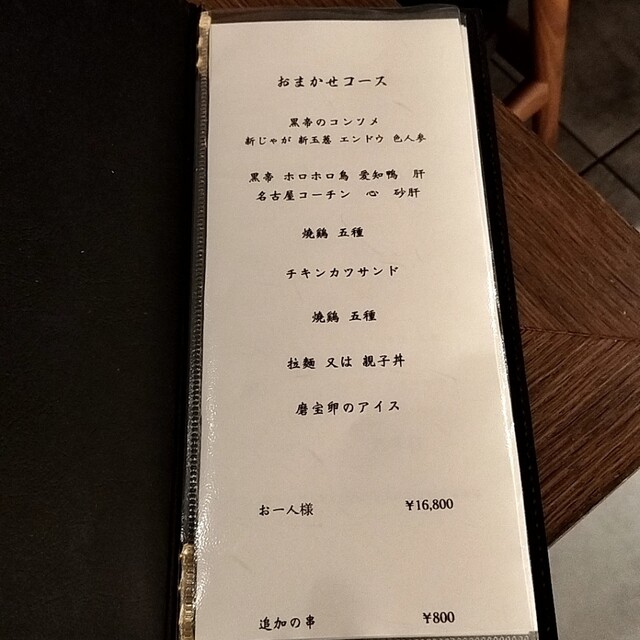 おまかせコース
黒帝のコンソメ
新じゃが 新玉葱 エンドウ 色人参
黒帝 ホロホロ鳥 愛知鴨 肝
名古屋コーチン 心 砂肝
焼鶏 五種
チキンカツサンド
焼鶏 五種
拉麺 又は 親子丼
磨宝卵のアイス
お一人様 ¥16,800
追加の串 ¥800